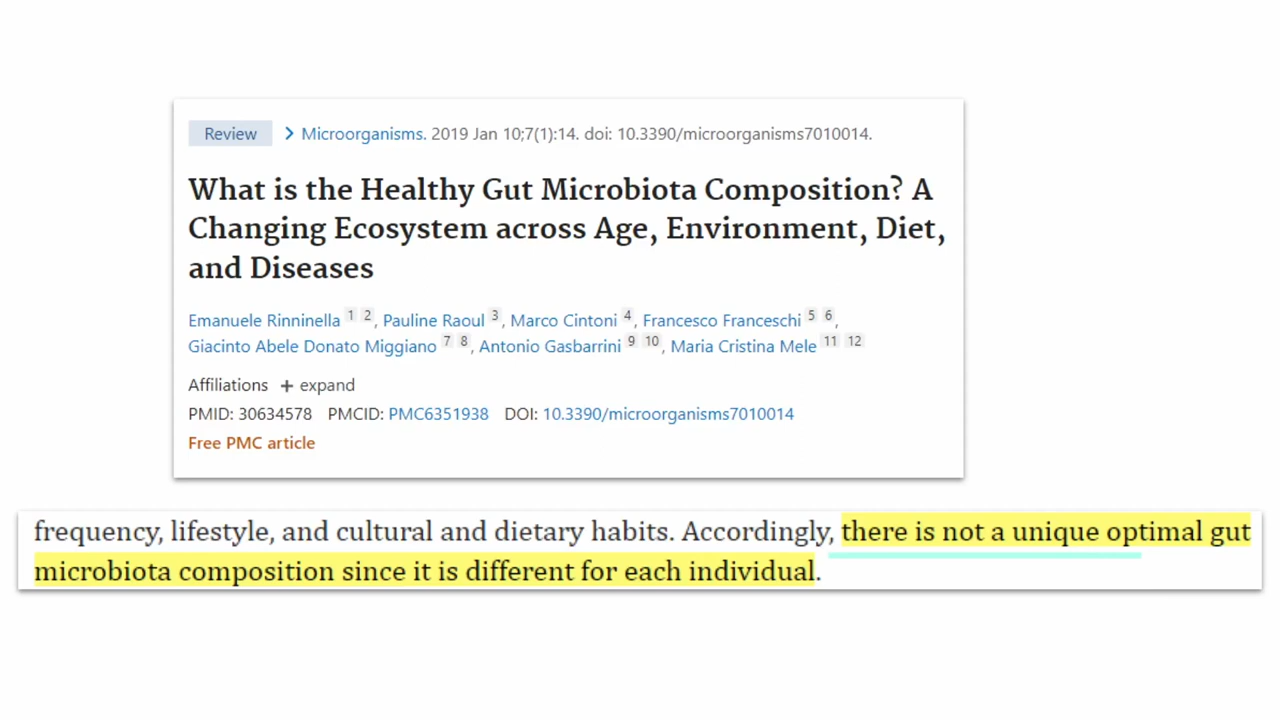 Review > Microorganisms. 2019 Jan 10;7(1):14. doi: 10.3390/microorganisms7010014.
What is the Healthy Gut Microbiota Composition? A
Changing Ecosystem across Age, Environment, Diet,
and Diseases
Emanuele Rinninella 1 2, Pauline Raoul 3, Marco Cintoni 4, Francesco Franceschi 5 6,
Giacinto Abele Donato Miggiano 7 8, Antonio Gasbarrini 9 10, Maria Cristina Mele 11 12
Affiliations + expand
PMID: 30634578 PMCID: PMC6351938 DOI: 10.3390/microorganisms7010014
Free PMC article
frequency, lifestyle, and cultural and dietary habits. Accordingly, there is not a unique optimal gut
microbiota composition since it is different for each individual.